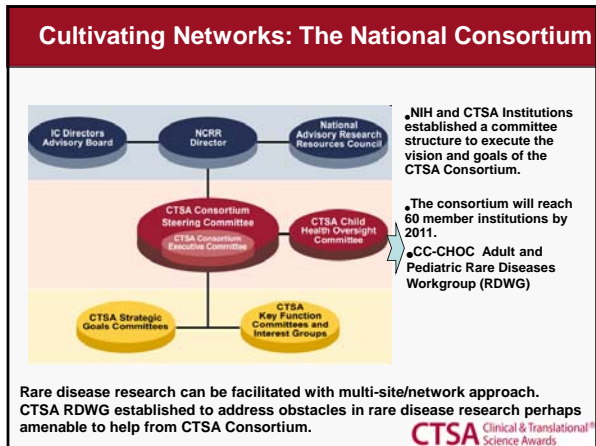 Cultivating Networks: The National Consortium
IC Directors
Advisory Board
NCRR
Director
National
Advisory Research
Resources Council
CTSA Consortium
Steering Committee
CTSA Consortium
Executive Committee
CTSA Child
Health Oversight
Committee
CTSA Strategic
Goals Committees
CTSA
Key Function
Committees and
Interest Groups
•NIH and CTSA Institutions
established a committee
structure to execute the
vision and goals of the
CTSA Consortium.
•The consortium will reach
60 member institutions by
2011.
•CC-CHOC Adult and
Pediatric Rare Diseases
Workgroup (RDWG)
Rare disease research can be facilitated with multi-site/network approach.
CTSA RDWG established to address obstacles in rare disease research perhaps
amenable to help from CTSA Consortium.
CTSA Clinical & Translational®
Science Awards